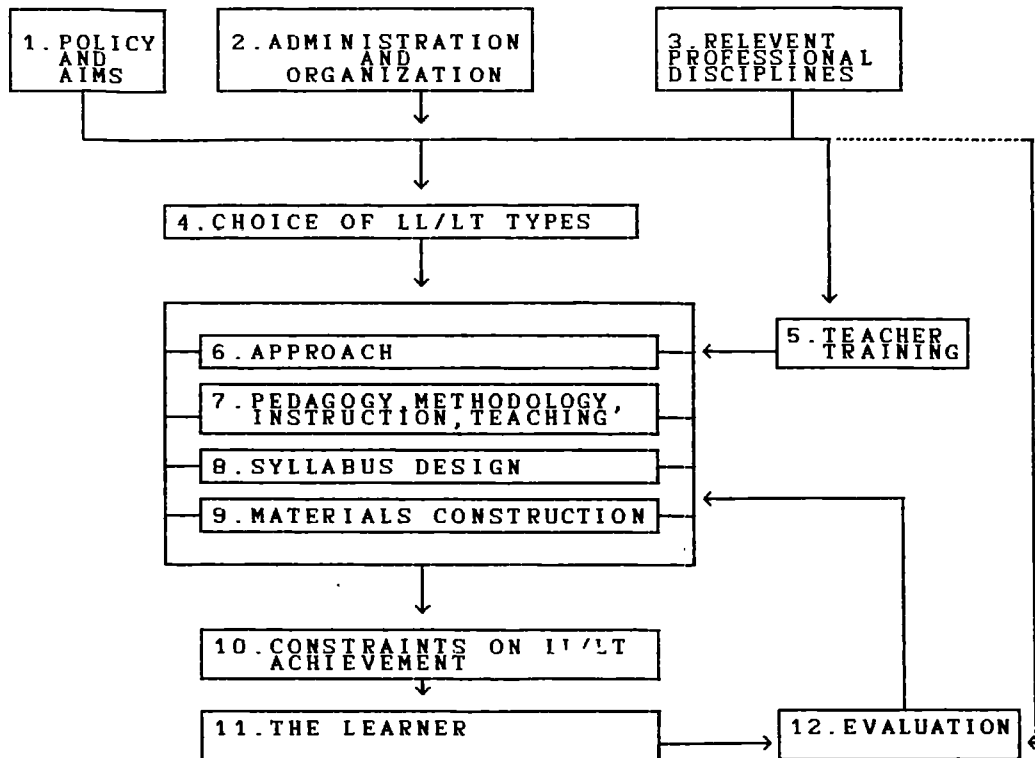 1.POLICY
AND
AIMS
2.ADMINISTRATION
AND
ORGANIZATION
3.RELEVENT
PROFESSIONAL
DISCIPLINES
4.CHOICE OF LL/LT TYPES
5.TEACHER
TRAINING
6.APPROACH
7.PEDAGOGY,METHODOLOGY,
INSTRUCTION,TEACHING
8.SYLLABUS DESIGN
9.MATERIALS CONSTRUCTION
10.CONSTRAINTS ON
ACHIEVEMENT
11.THE LEARNER
12.EVALUATION